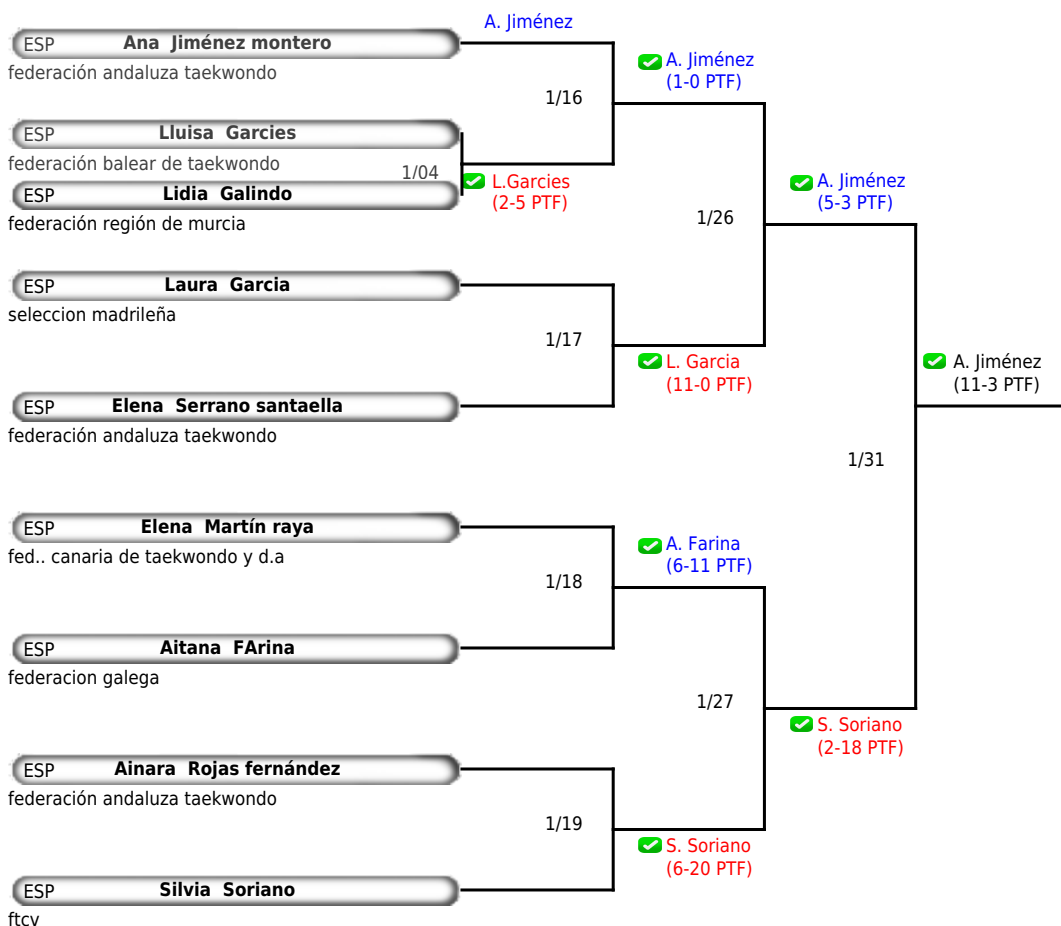 A. Jiménez
ESP Ana Jiménez montero
federación andaluza taekwondo
A. Jiménez
(1-0 PTF)
1/16
ESP Lluisa Garcies
federación balear de taekwondo
1/04
L.Garcies
(2-5 PTF)
ESP Lidia Galindo
federación región de murcia
A. Jiménez
(5-3 PTF)
1/26
ESP Laura Garcia
seleccion madrileña
1/17
L. Garcia
(11-0 PTF)
A. Jiménez
(11-3 PTF)
ESP Elena Serrano santaella
federación andaluza taekwondo
1/31
ESP Elena Martín raya
fed.. canaria de taekwondo y d.a
A. Farina
(6-11 PTF)
1/18
ESP Aitana FArina
federacion galega
1/27
S. Soriano
(2-18 PTF)
ESP Ainara Rojas fernández
federación andaluza taekwondo
1/19
S. Soriano
(6-20 PTF)
ESP Silvia Soriano
ftcv